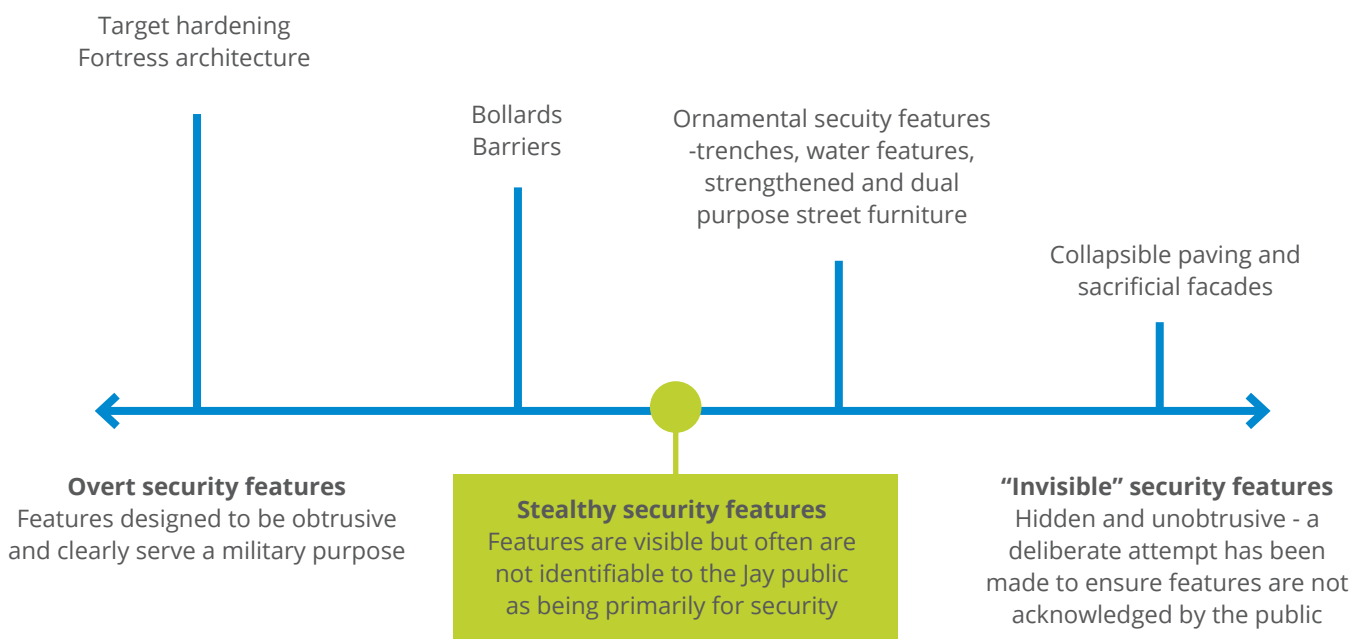 Target hardening
Fortress architecture
Bollards
Barriers
Ornamental secuity features
-trenches, water features,
strengthened and dual
purpose street furniture
Collapsible paving and
sacrificial facades
Overt security features
Features designed to be obtrusive
and clearly serve a military purpose
Stealthy security features
Features are visible but often are
not identifiable to the Jay public
as being primarily for security
“Invisible” security features
Hidden and unobtrusive - a
deliberate attempt has been
made to ensure features are not
acknowledged by the public